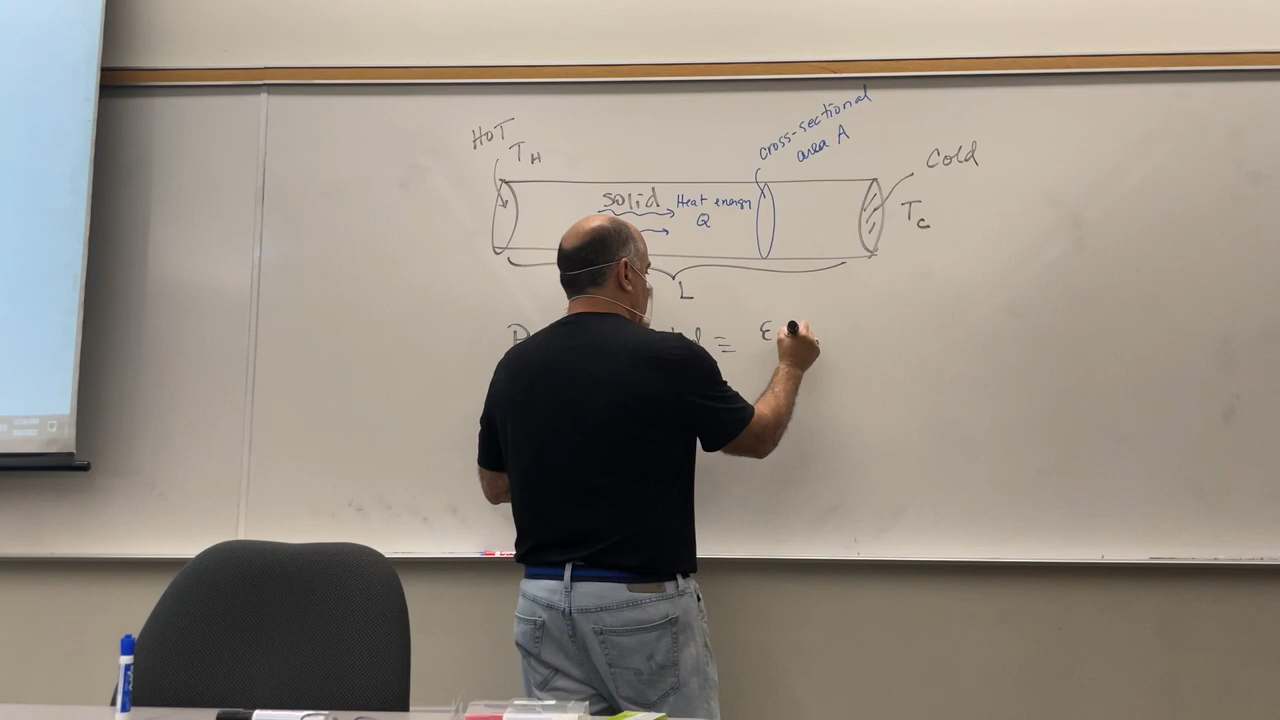 HOT
T_H
cross-sectional
area A
Cold
T_C
solid
Heat energy
Q
L
≡ ε